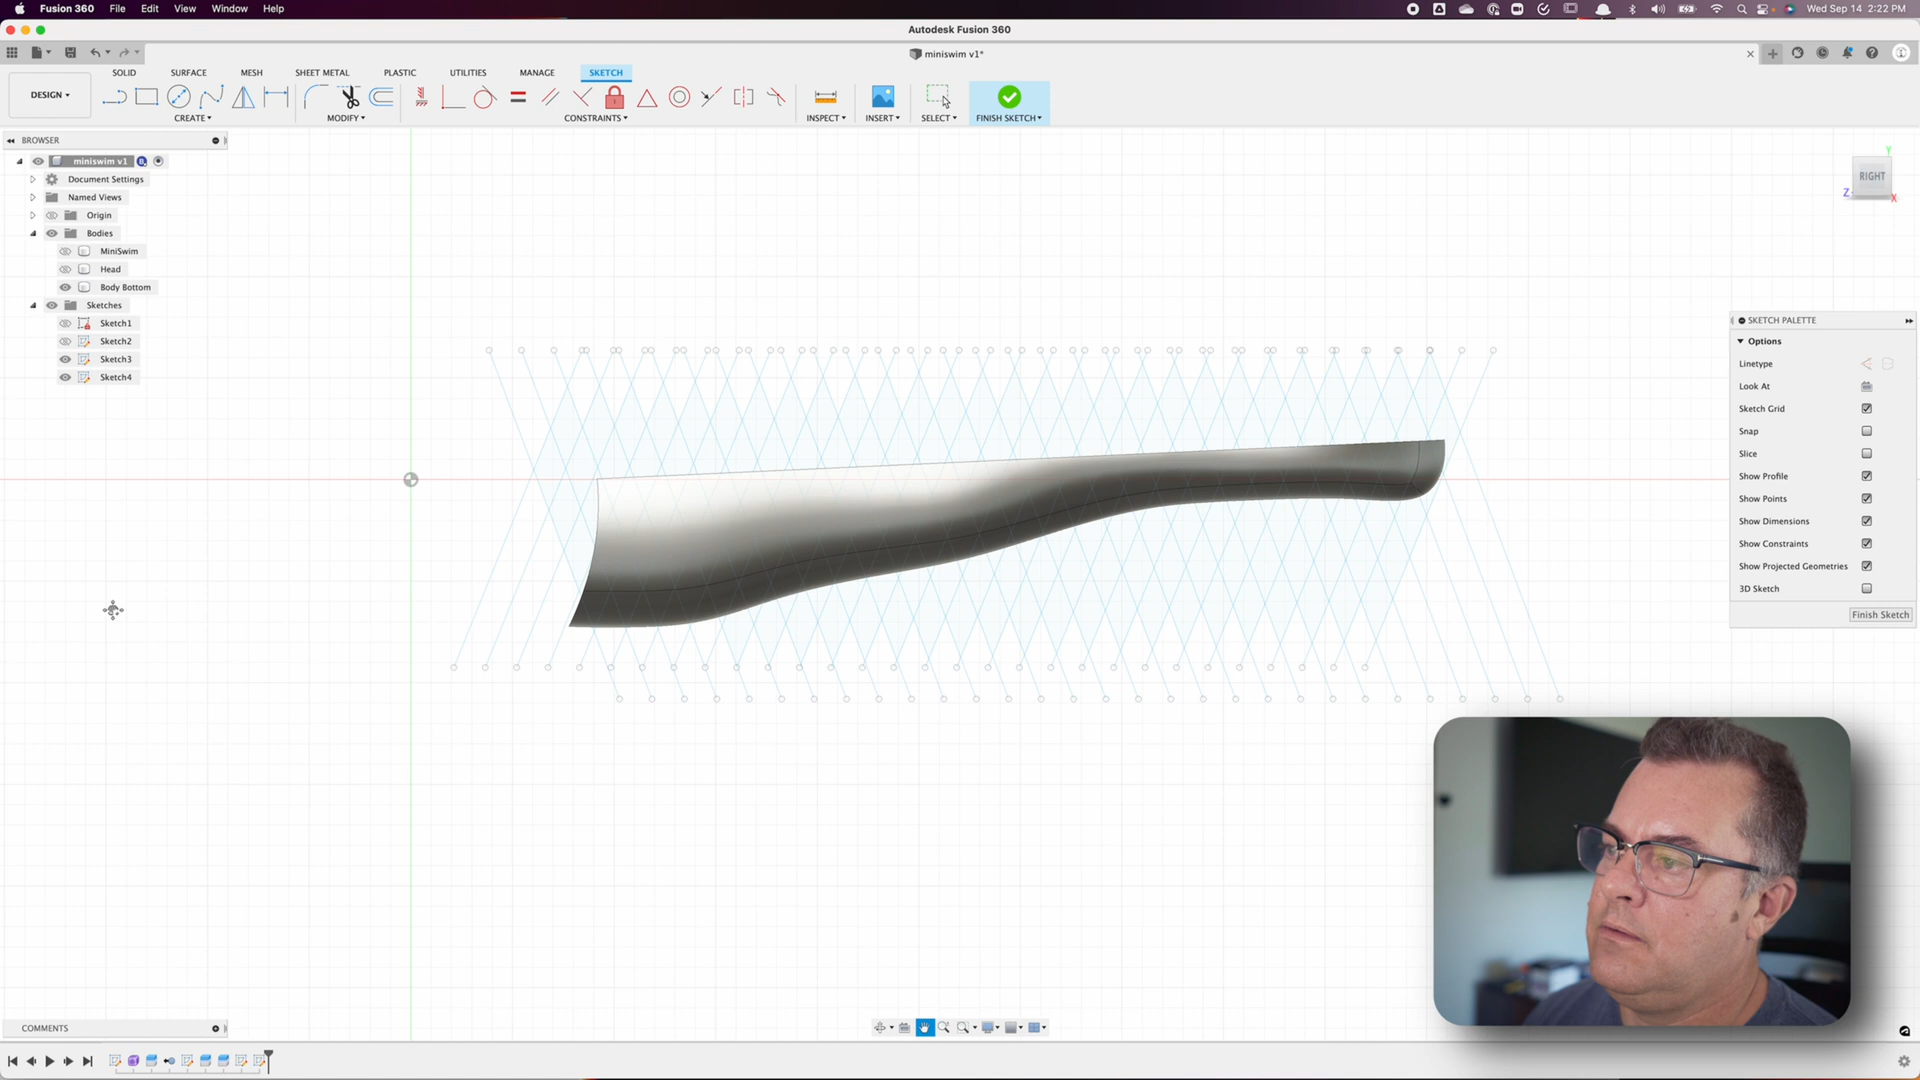 Fusion 360 File Edit View Window Help
Wed Sep 14 2:22 PM
Autodesk Fusion 360
miniswim v1*
SOLID SURFACE MESH SHEET METAL PLASTIC UTILITIES MANAGE SKETCH
DESIGN
CREATE MODIFY CONSTRAINTS INSPECT INSERT SELECT FINISH SKETCH
BROWSER
miniswim v1
Document Settings
Named Views
Origin
Bodies
MiniSwim
Head
Body Bottom
Sketches
Sketch1
Sketch2
Sketch3
Sketch4
Y
RIGHT
Z
X
SKETCH PALETTE
Options
Linetype
Look At
Sketch Grid
Snap
Slice
Show Profile
Show Points
Show Dimensions
Show Constraints
Show Projected Geometries
3D Sketch
Finish Sketch
COMMENTS